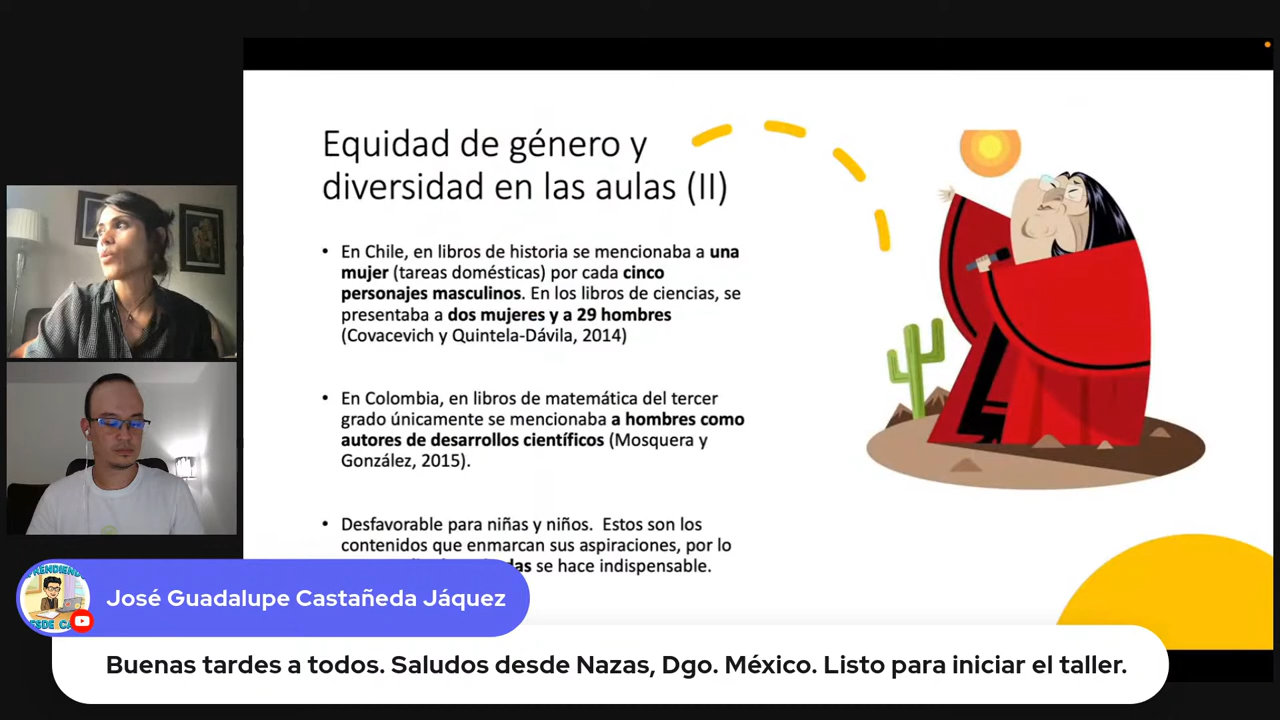 Equidad de género y
diversidad en las aulas (II)
• En Chile, en libros de historia se mencionaba a una
mujer (tareas domésticas) por cada cinco
personajes masculinos. En los libros de ciencias, se
presentaba a dos mujeres y a 29 hombres
(Covacevich y Quintela-Dávila, 2014)
• En Colombia, en libros de matemática del tercer
grado únicamente se mencionaba a hombres como
autores de desarrollos científicos (Mosquera y
González, 2015).
• Desfavorable para niñas y niños. Estos son los
contenidos que enmarcan sus aspiraciones, por lo
se hace indispensable.
José Guadalupe Castañeda Jáquez
Buenas tardes a todos. Saludos desde Nazas, Dgo. México. Listo para iniciar el taller.